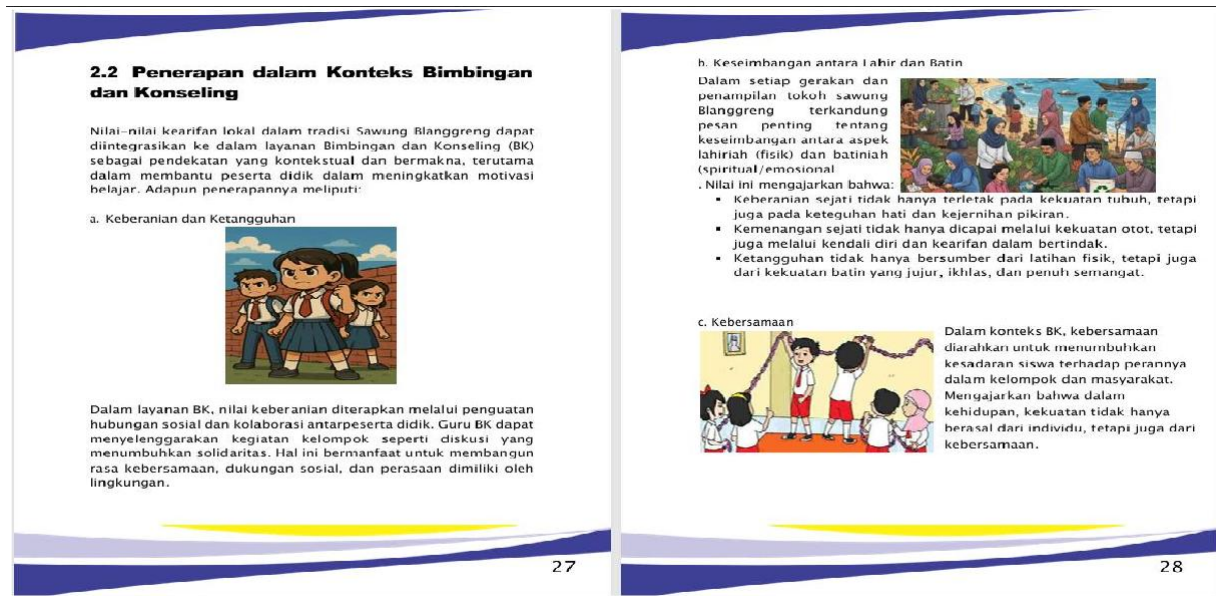 2.2 Penerapan dalam Konteks Bimbingan
dan Konseling
Nilai-nilai kearifan lokal dalam tradisi Sawung Blanggreng dapat
diintegrasikan ke dalam layanan Bimbingan dan Konseling (BK)
sebagai pendekatan yang kontekstual dan bermakna, terutama
dalam membantu peserta didik dalam meningkatkan motivasi
belajar. Adapun penerapannya meliputi:
a. Keberanian dan Ketangguhan
Dalam layanan BK, nilai keberanian diterapkan melalui penguatan
hubungan sosial dan kolaborasi antarpeserta didik. Guru BK dapat
menyelenggarakan kegiatan kelompok seperti diskusi yang
menumbuhkan solidaritas. Hal ini bermanfaat untuk membangun
rasa kebersamaan, dukungan sosial, dan perasaan dimiliki oleh
lingkungan.
27
b. Keseimbangan antara Lahir dan Batin
Dalam setiap gerakan dan
penampilan tokoh sawung
Blanggreng terkandung
pesan penting tentang
keseimbangan antara aspek
lahiriah (fisik) dan batiniah
(spiritual/emosional
. Nilai ini mengajarkan bahwa:
▪ Keberanian sejati tidak hanya terletak pada kekuatan tubuh, tetapi
juga pada keteguhan hati dan kejernihan pikiran.
▪ Kemenangan sejati tidak hanya dicapai melalui kekuatan otot, tetapi
juga melalui kendali diri dan kearifan dalam bertindak.
▪ Ketangguhan tidak hanya bersumber dari latihan fisik, tetapi juga
dari kekuatan batin yang jujur, ikhlas, dan penuh semangat.
c. Kebersamaan
Dalam konteks BK, kebersamaan
diarahkan untuk menumbuhkan
kesadaran siswa terhadap perannya
dalam kelompok dan masyarakat.
Mengajarkan bahwa dalam
kehidupan, kekuatan tidak hanya
berasal dari individu, tetapi juga dari
kebersamaan.
28